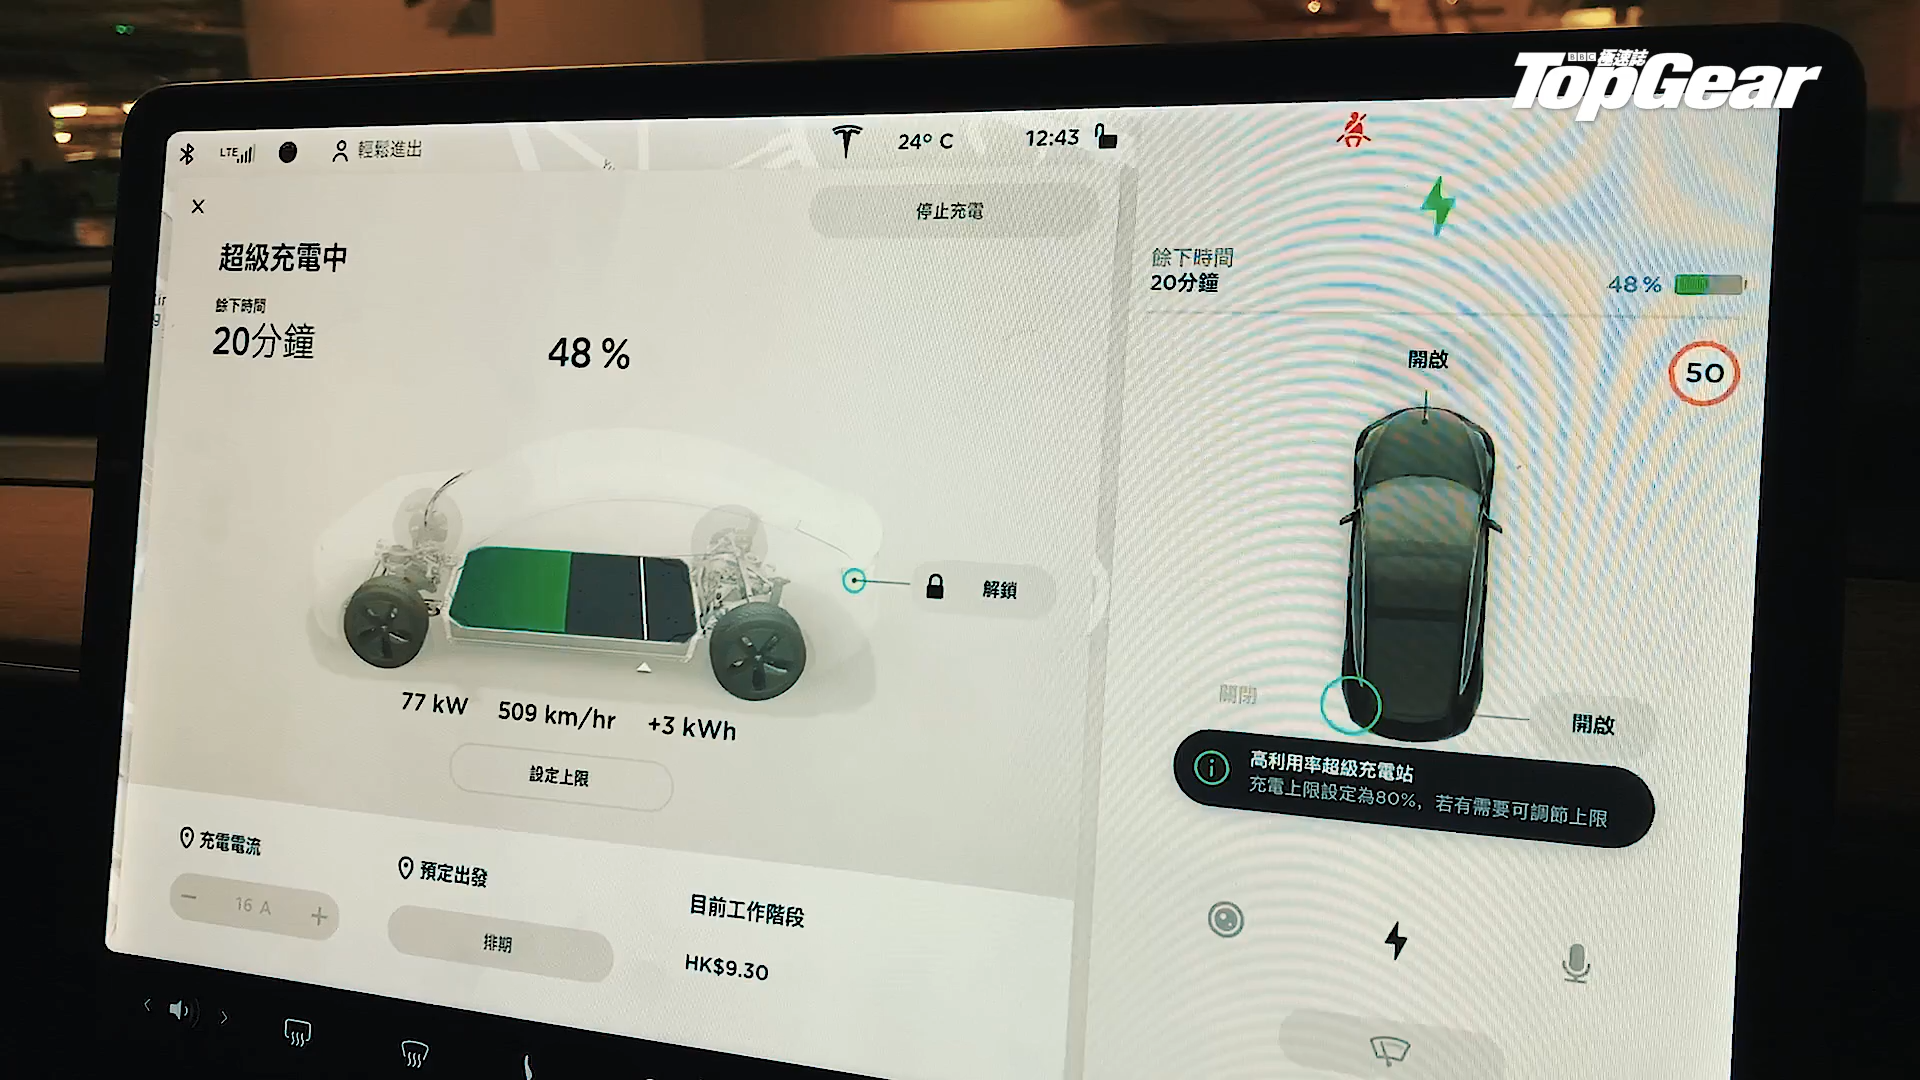 BBC 極速誌
TopGear
LTE
輕鬆進出
24° C
12:43
停止充電
超級充電中
餘下時間
20分鐘
48 %
餘下時間
20分鐘
48 %
開啟
50
解鎖
77 kW
509 km/hr
+3 kWh
設定上限
關閉
開啟
高利用率超級充電站
充電上限設定為80%，若有需要可調節上限
充電電流
16 A
預定出發
排期
目前工作階段
HK$9.30